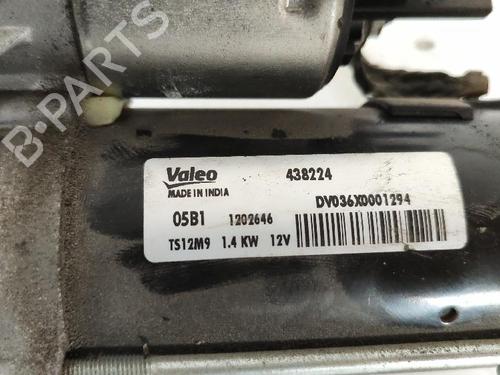 B-PARTS
Valeo 438224
MADE IN INDIA DV036X0001294
05B1 1202646
TS12M9 1.4 KW 12V